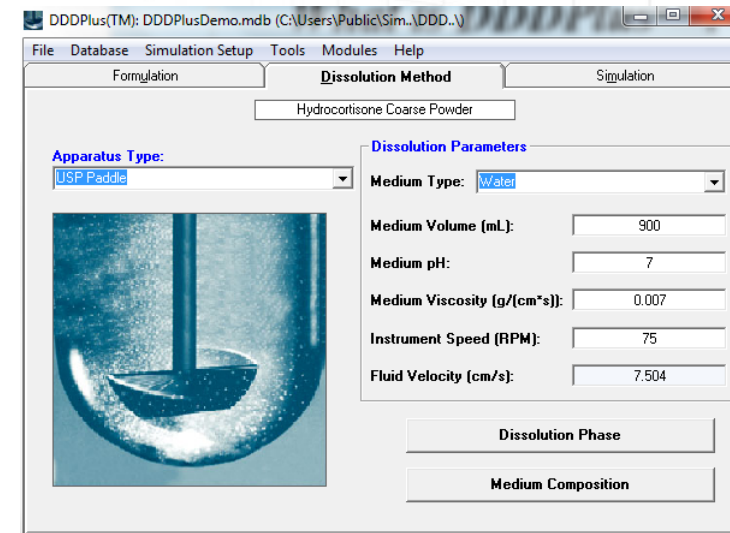 DDDPlus(TM): DDDPlusDemo.mdb (C:\Users\Public\Sim..\DDD..\)
File Database Simulation Setup Tools Modules Help
Formulation Dissolution Method Simulation
Hydrocortisone Coarse Powder
Apparatus Type:
USP Paddle
Dissolution Parameters
Medium Type: Water
Medium Volume (mL): 900
Medium pH: 7
Medium Viscosity (g/(cm*s)): 0.007
Instrument Speed (RPM): 75
Fluid Velocity (cm/s): 7.504
Dissolution Phase
Medium Composition